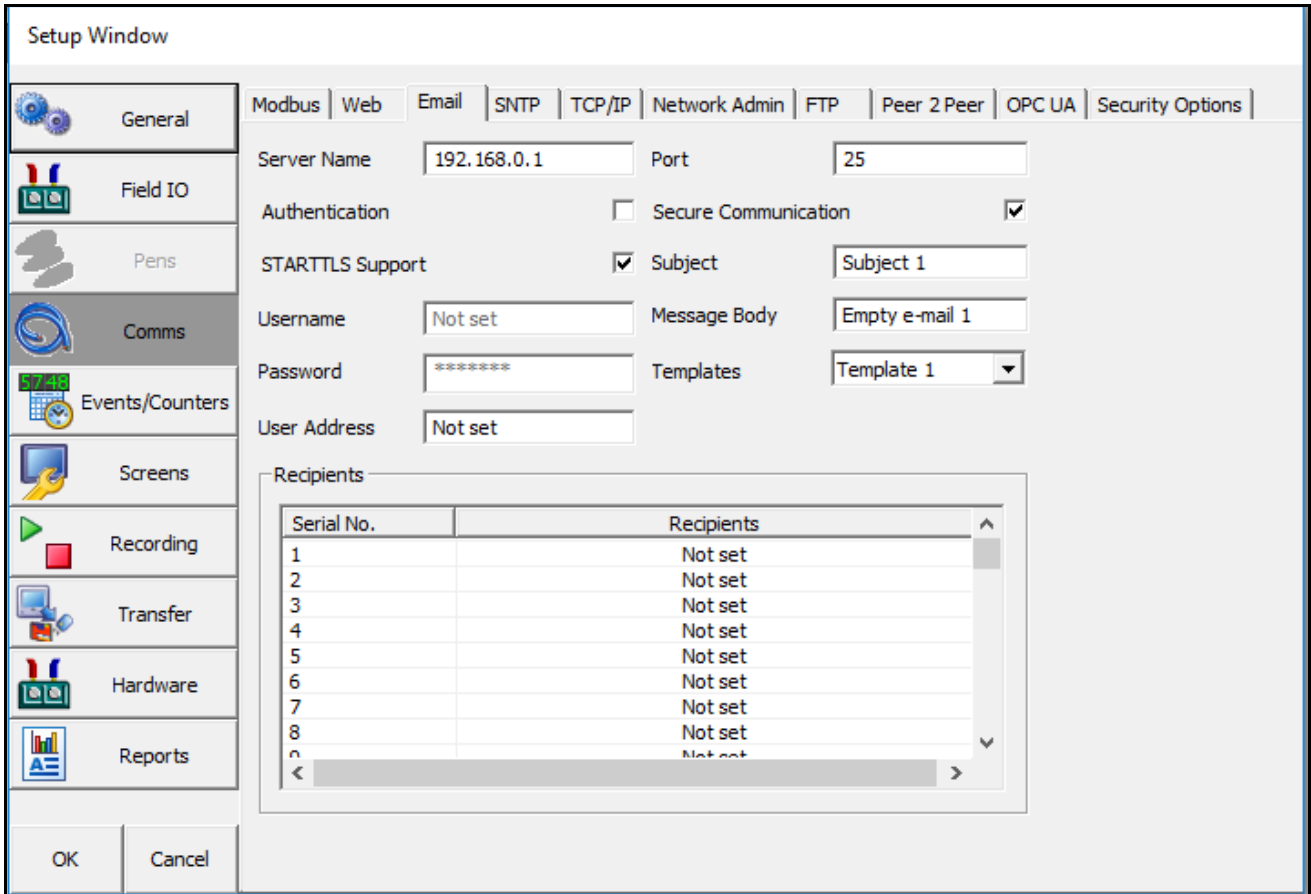 Setup Window
General
Field IO
Pens
Comms
57:48
Events/Counters
Screens
Recording
Transfer
Hardware
Reports
OK Cancel
Modbus Web Email SNTP TCP/IP Network Admin FTP Peer 2 Peer OPC UA Security Options
Server Name 192.168.0.1 Port 25
Authentication Secure Communication
STARTTLS Support Subject Subject 1
Username Not set Message Body Empty e-mail 1
Password ******* Templates Template 1
User Address Not set
Recipients
Serial No. Recipients
1 Not set
2 Not set
3 Not set
4 Not set
5 Not set
6 Not set
7 Not set
8 Not set
9 Not set